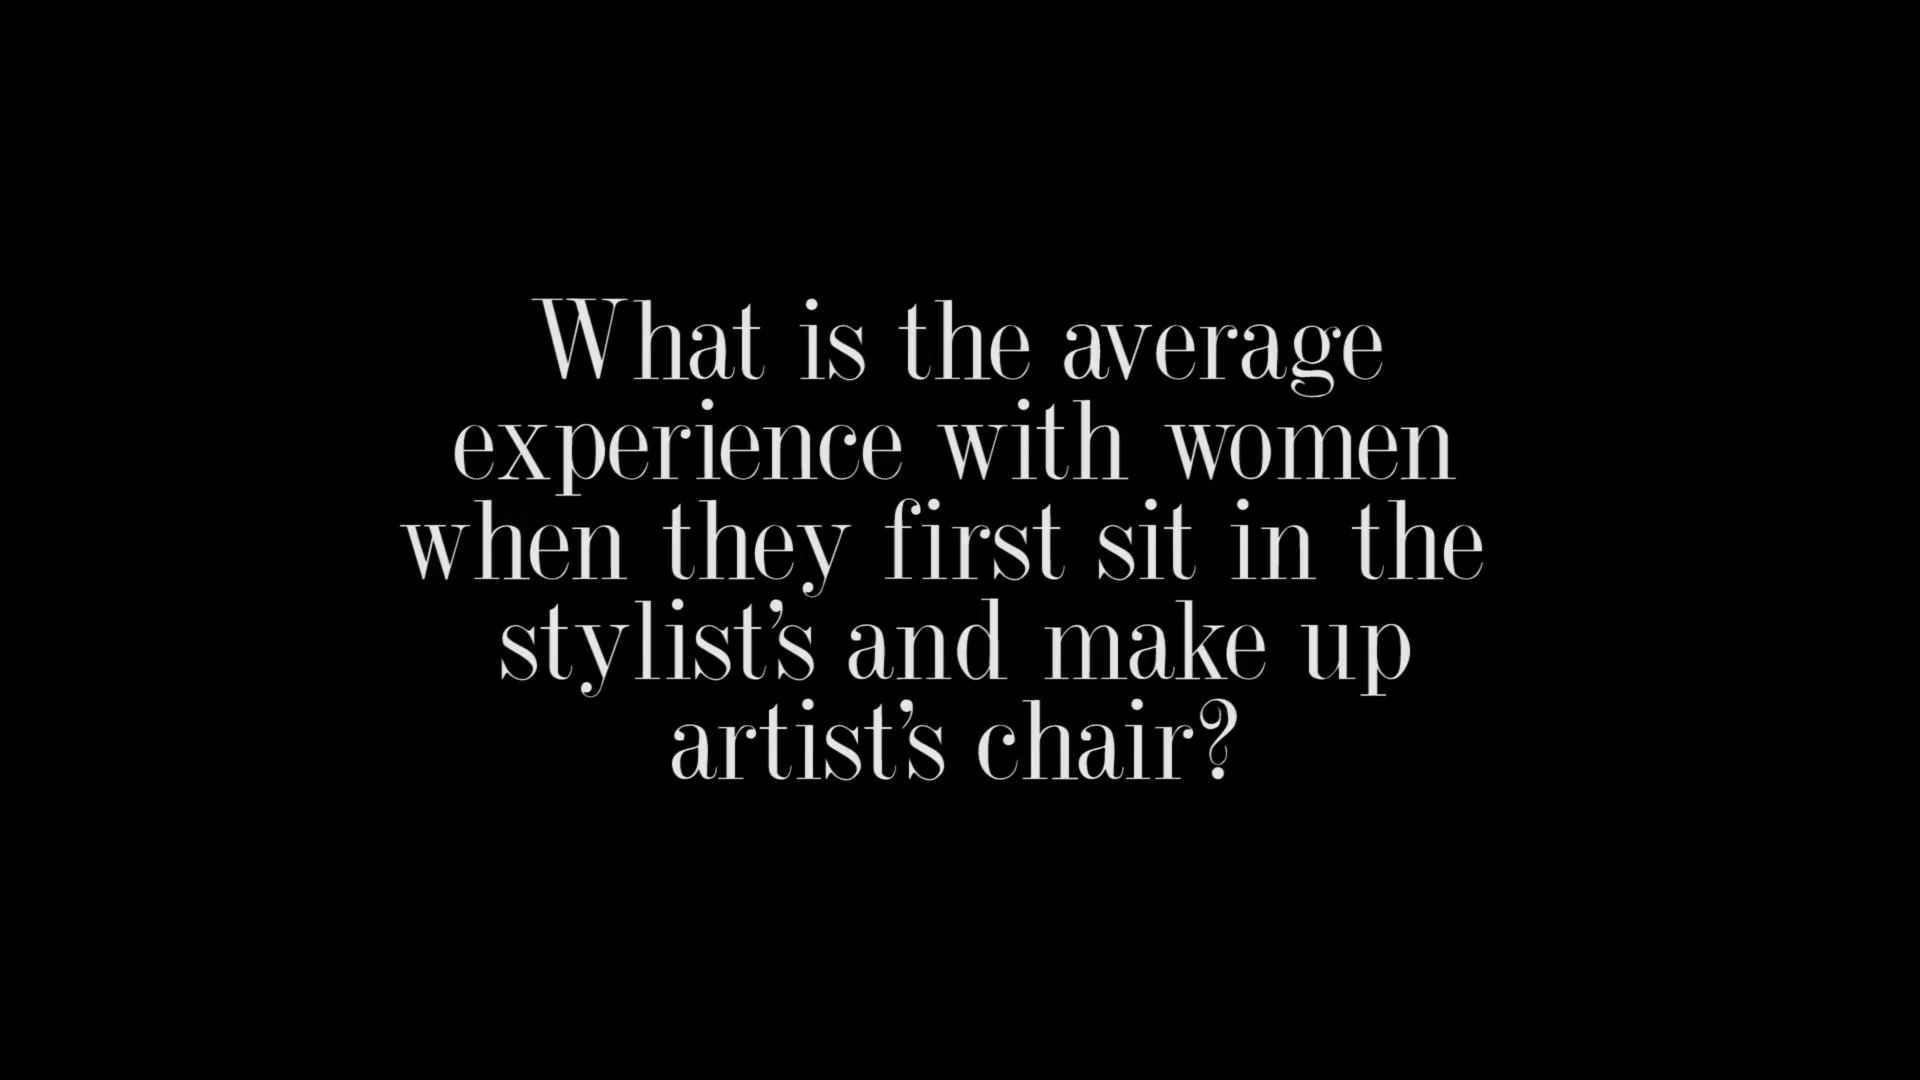 What is the average
experience with women
when they first sit in the
stylist's and make up
artist's chair?